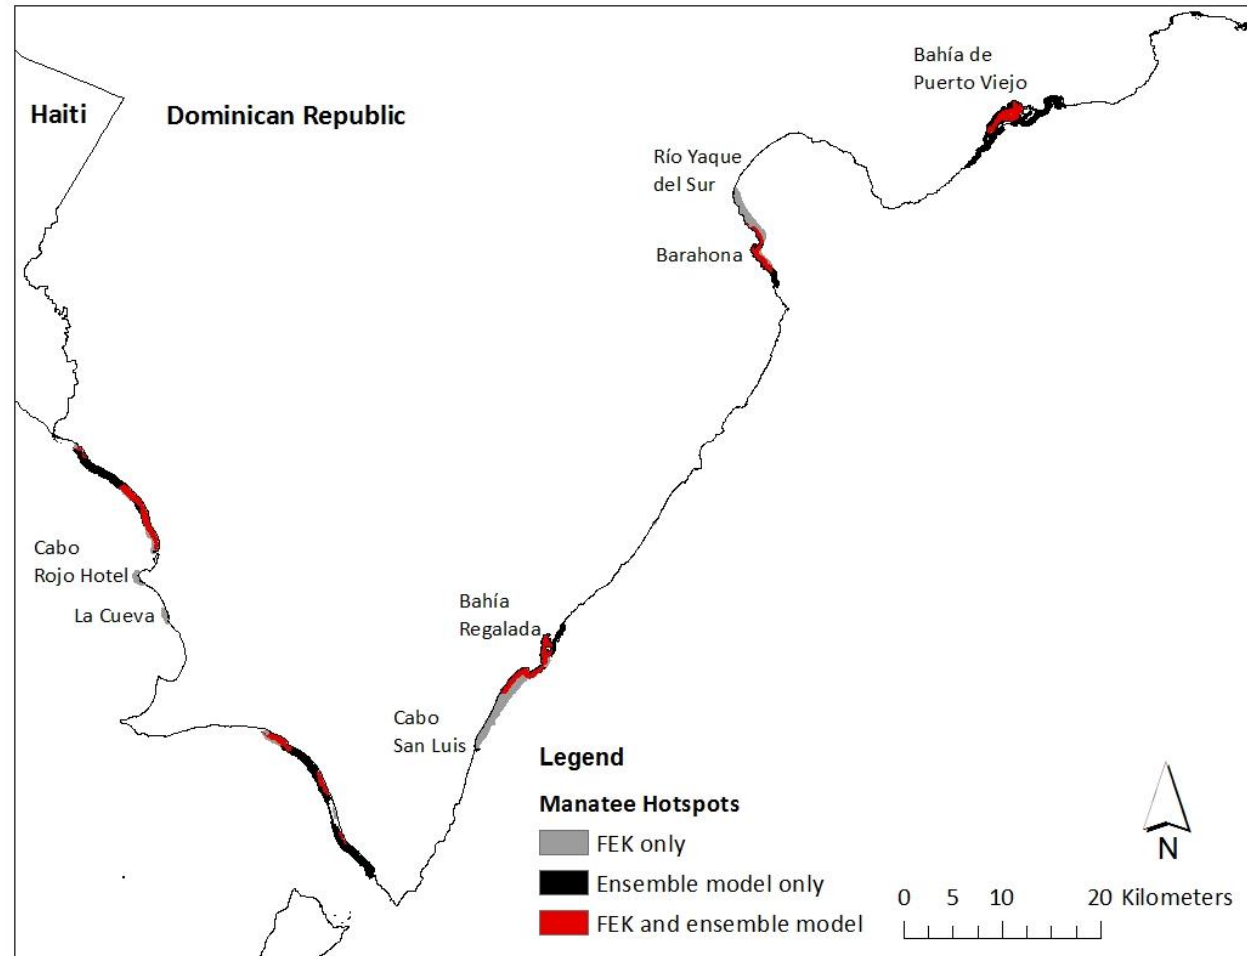 Haiti
Dominican Republic
Bahía de
Puerto Viejo
Río Yaque
del Sur
Barahona
Cabo
Rojo Hotel
La Cueva
Bahía
Regalada
Cabo
San Luis
Legend
Manatee Hotspots
FEK only
Ensemble model only
FEK and ensemble model
N
0 5 10 20 Kilometers